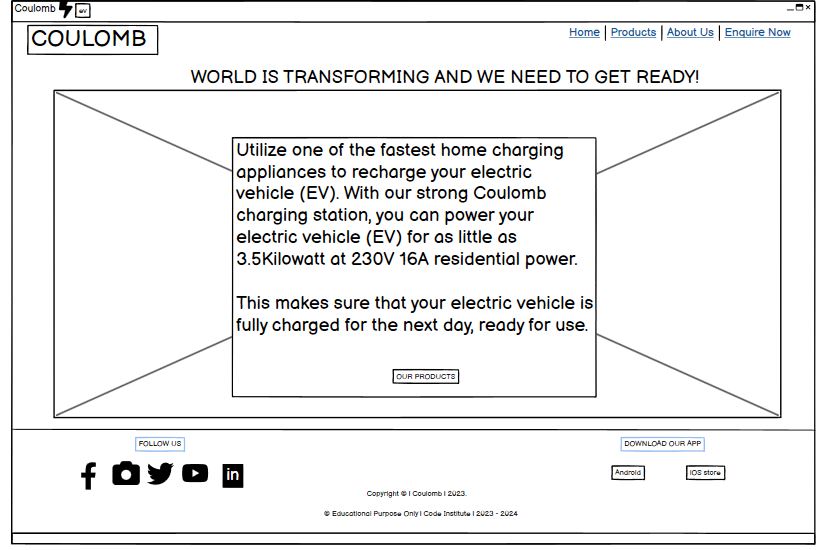 Coulomb EV
COULOMB
Home | Products | About Us | Enquire Now
WORLD IS TRANSFORMING AND WE NEED TO GET READY!
Utilize one of the fastest home charging
appliances to recharge your electric
vehicle (EV). With our strong Coulomb
charging station, you can power your
electric vehicle (EV) for as little as
3.5Kilowatt at 230V 16A residential power.
This makes sure that your electric vehicle is
fully charged for the next day, ready for use.
OUR PRODUCTS
FOLLOW US
DOWNLOAD OUR APP
in
Android
iOS store
Copyright © | Coulomb | 2023.
© Educational Purpose Only | Code Institute | 2023 - 2024